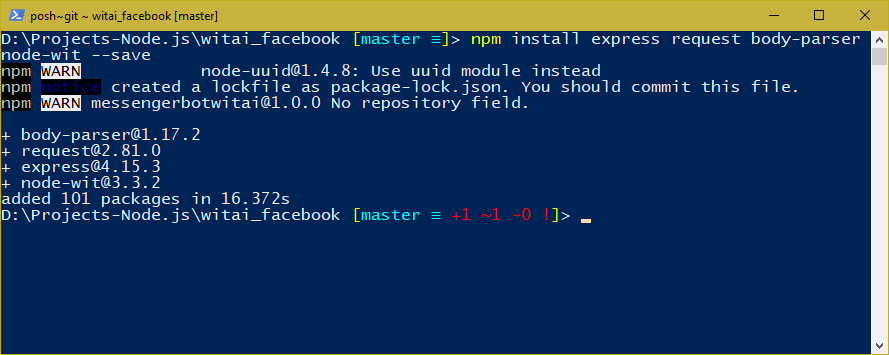 posh~git ~ witai_facebook [master]
D:\Projects-Node.js\witai_facebook [master ≡]> npm install express request body-parser
node-wit --save
npm WARN            node-uuid@1.4.8: Use uuid module instead
npm notice created a lockfile as package-lock.json. You should commit this file.
npm WARN messengerbotwitai@1.0.0 No repository field.
+ body-parser@1.17.2
+ request@2.81.0
+ express@4.15.3
+ node-wit@3.3.2
added 101 packages in 16.372s
D:\Projects-Node.js\witai_facebook [master ≡ +1 ~1 -0 !]>